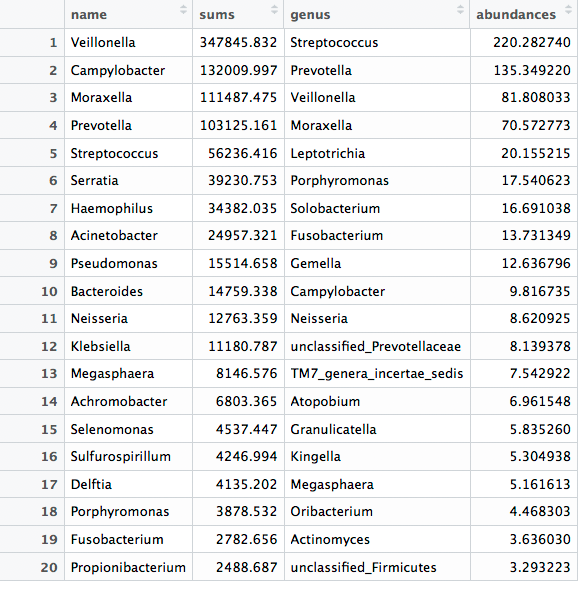 name sums genus abundances
1 Veillonella 347845.832 Streptococcus 220.282740
2 Campylobacter 132009.997 Prevotella 135.349220
3 Moraxella 111487.475 Veillonella 81.808033
4 Prevotella 103125.161 Moraxella 70.572773
5 Streptococcus 56236.416 Leptotrichia 20.155215
6 Serratia 39230.753 Porphyromonas 17.540623
7 Haemophilus 34382.035 Solobacterium 16.691038
8 Acinetobacter 24957.321 Fusobacterium 13.731349
9 Pseudomonas 15514.658 Gemella 12.636796
10 Bacteroides 14759.338 Campylobacter 9.816735
11 Neisseria 12763.359 Neisseria 8.620925
12 Klebsiella 11180.787 unclassified_Prevotellaceae 8.139378
13 Megasphaera 8146.576 TM7_genera_incertae_sedis 7.542922
14 Achromobacter 6803.365 Atopobium 6.961548
15 Selenomonas 4537.447 Granulicatella 5.835260
16 Sulfurospirillum 4246.994 Kingella 5.304938
17 Delftia 4135.202 Megasphaera 5.161613
18 Porphyromonas 3878.532 Oribacterium 4.468303
19 Fusobacterium 2782.656 Actinomyces 3.636030
20 Propionibacterium 2488.687 unclassified_Firmicutes 3.293223